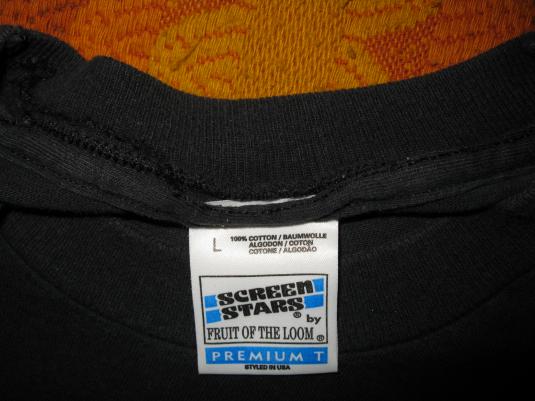 L
100% COTTON / BAUMWOLLE
ALGODON / COTON
COTONE / ALGODÃO
SCREEN
STARS®
by
FRUIT OF THE LOOM®
PREMIUM T
STYLED IN USA